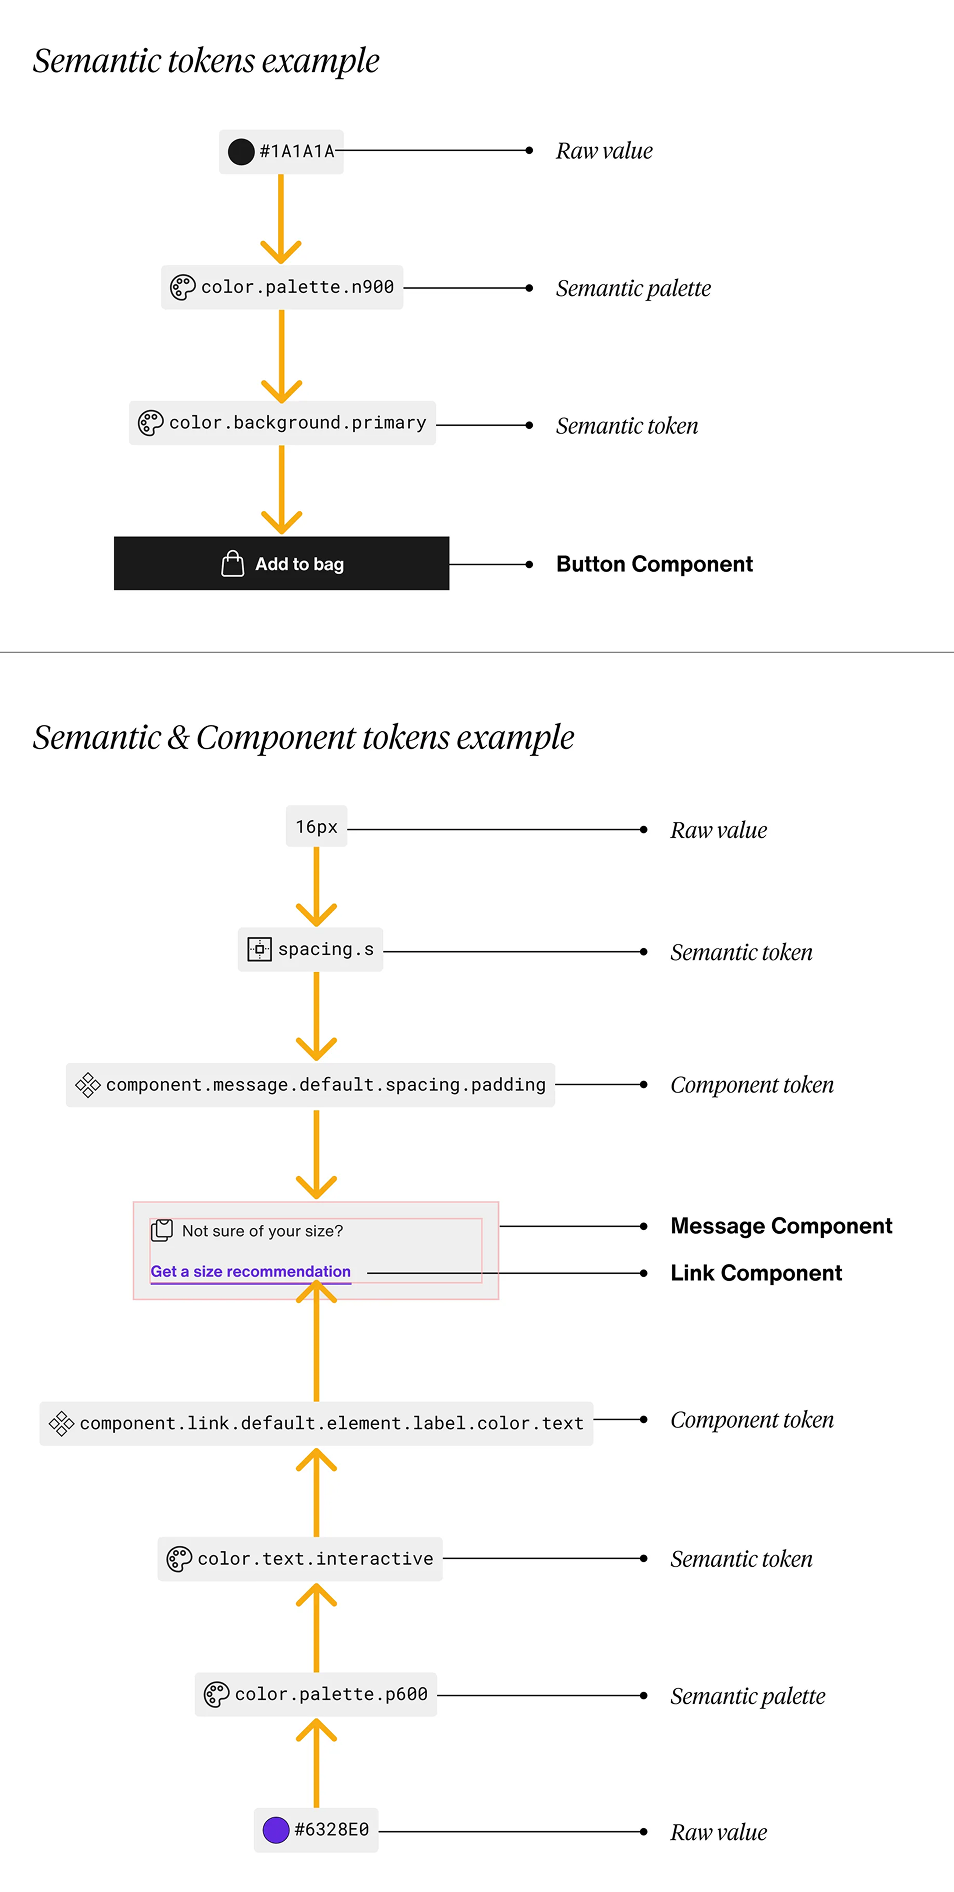 Semantic tokens example
#1A1A1A
Raw value
color.palette.n900
Semantic palette
color.background.primary
Semantic token
Add to bag
Button Component
Semantic & Component tokens example
16px
Raw value
spacing.s
Semantic token
component.message.default.spacing.padding
Component token
Not sure of your size?
Message Component
Get a size recommendation
Link Component
component.link.default.element.label.color.text
Component token
color.text.interactive
Semantic token
color.palette.p600
Semantic palette
#6328E0
Raw value